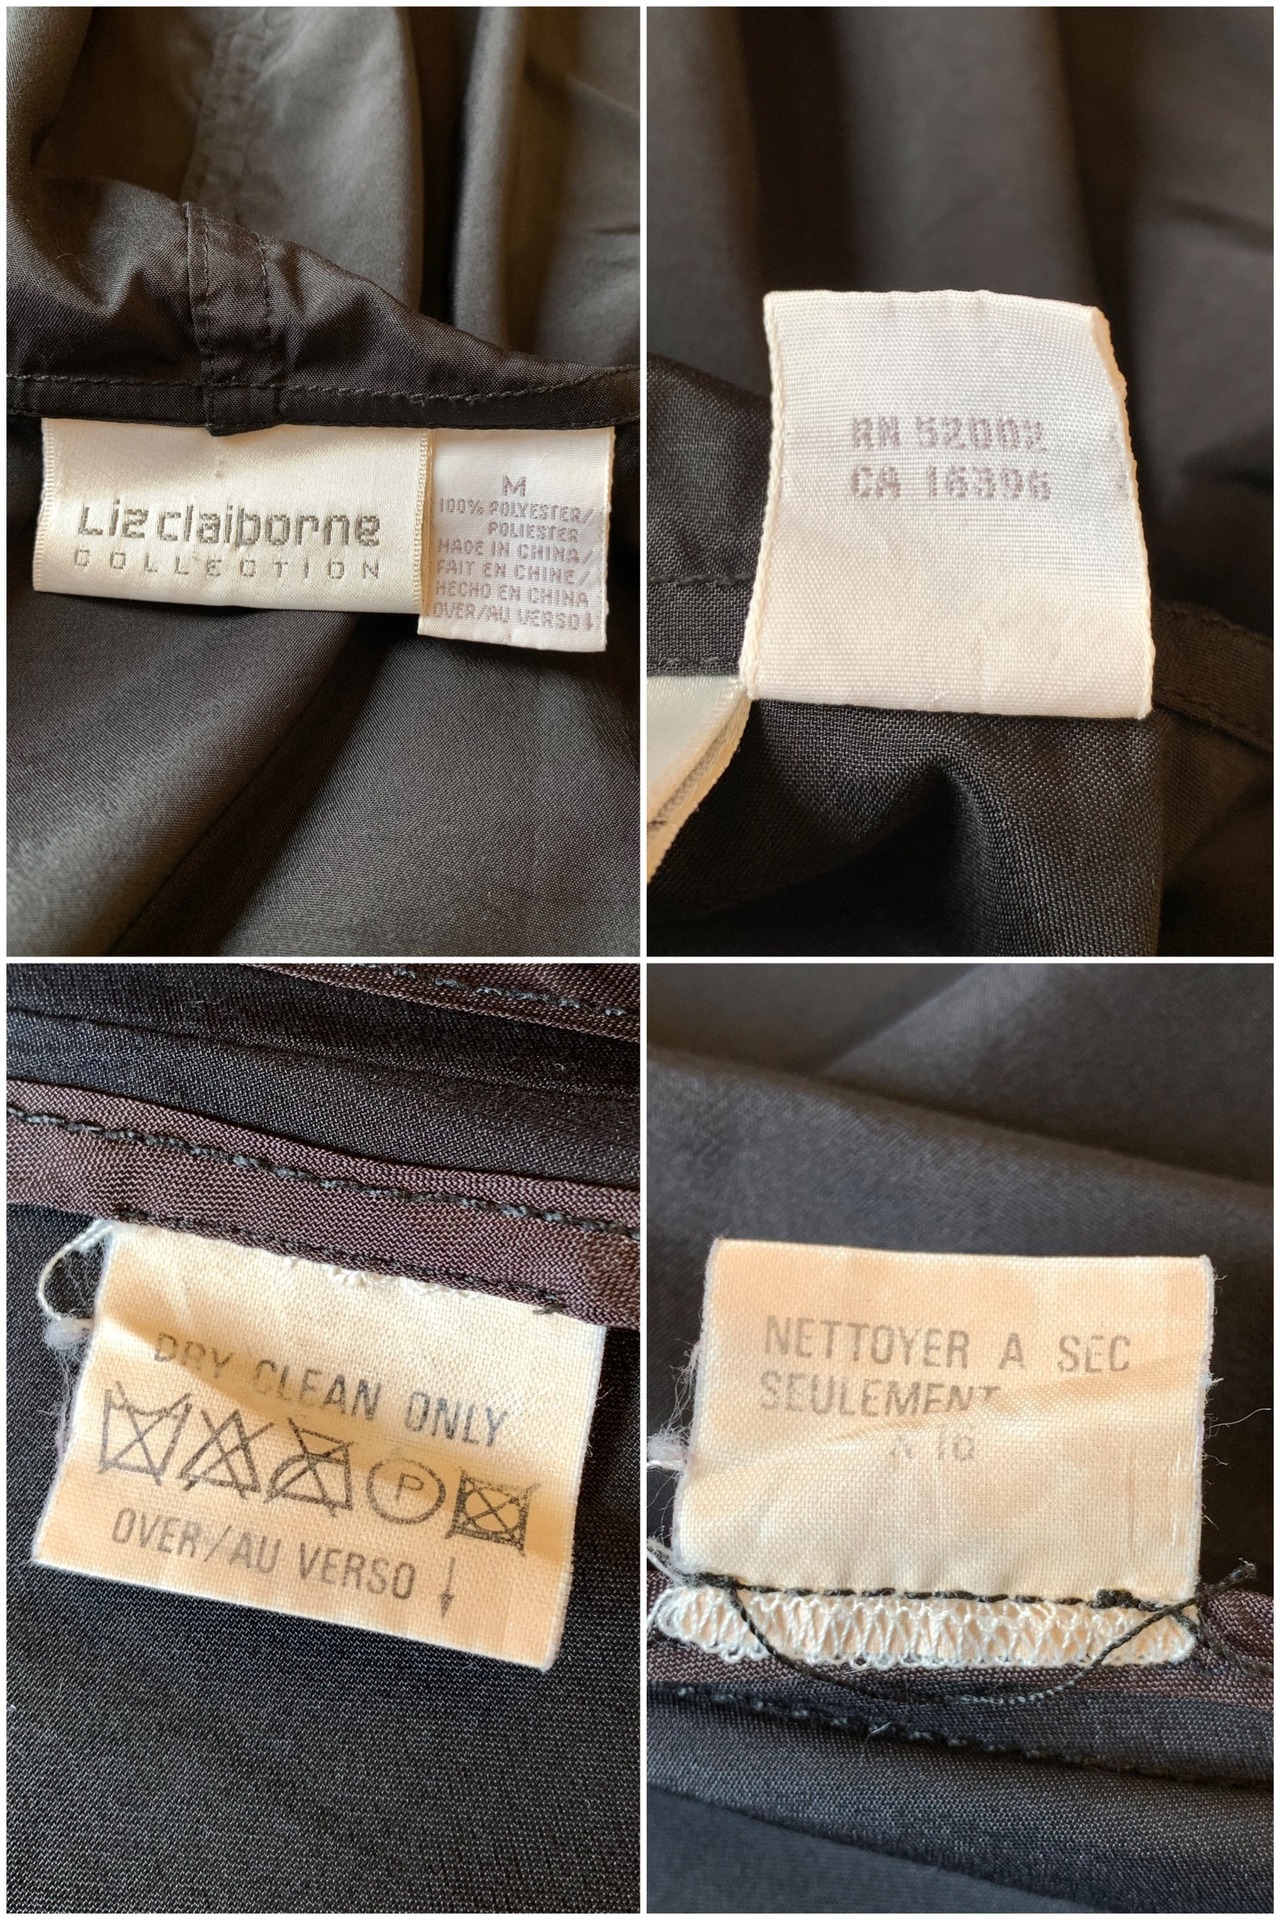 Liz claiborne
COLLECTION
M
100% POLYESTER/
POLIESTER
MADE IN CHINA/
FAIT EN CHINE/
HECHO EN CHINA
OVER/AU VERSO↓
RN 52002
CA 16396
DRY CLEAN ONLY
P
OVER/AU VERSO ↓
NETTOYER A SEC
SEULEMENT